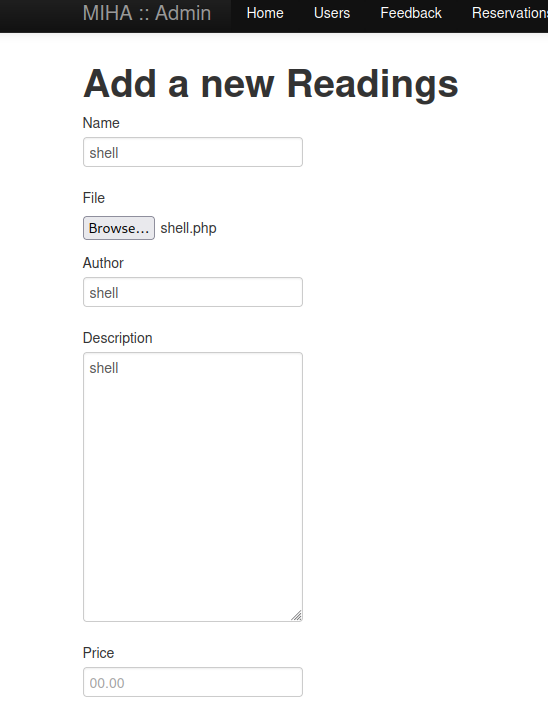 MIHA :: Admin Home Users Feedback Reservations
Add a new Readings
Name
shell
File
Browse... shell.php
Author
shell
Description
shell
Price
00.00